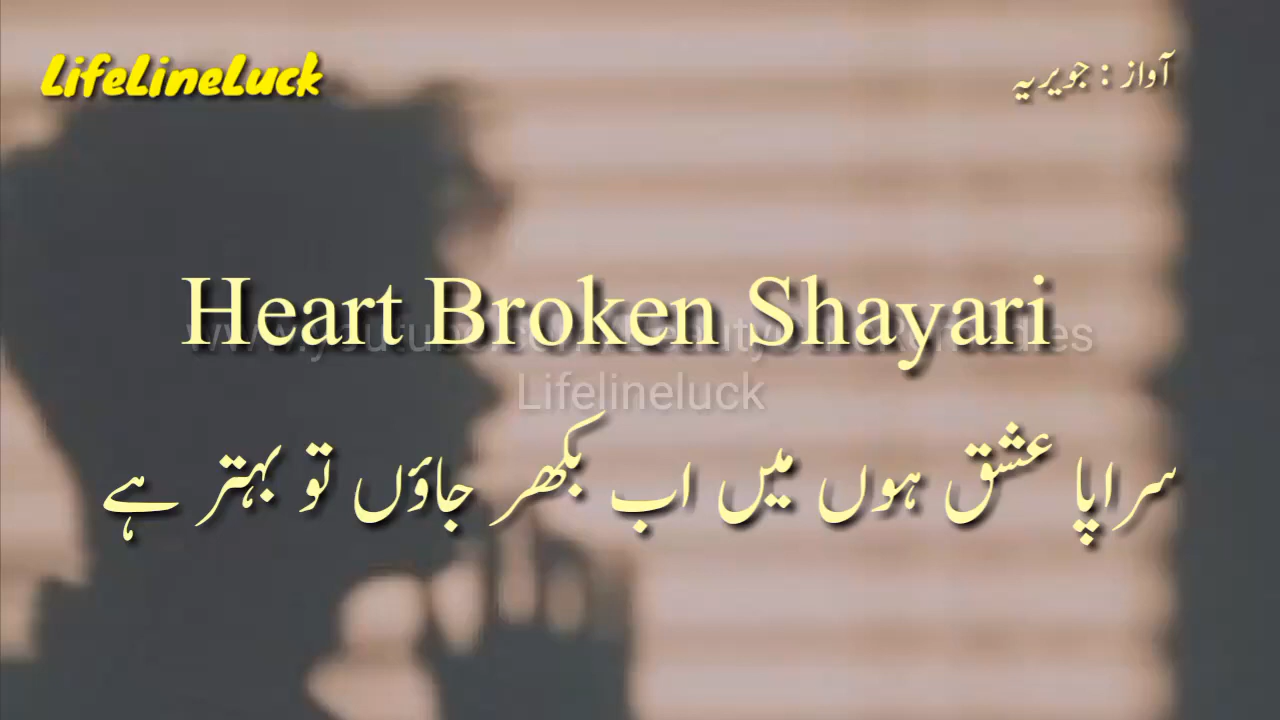 LifeLineLuck
آواز : جویریہ
Heart Broken Shayari
Lifelineluck
سراپا عشق ہوں میں اب بکھر جاؤں تو بہتر ہے